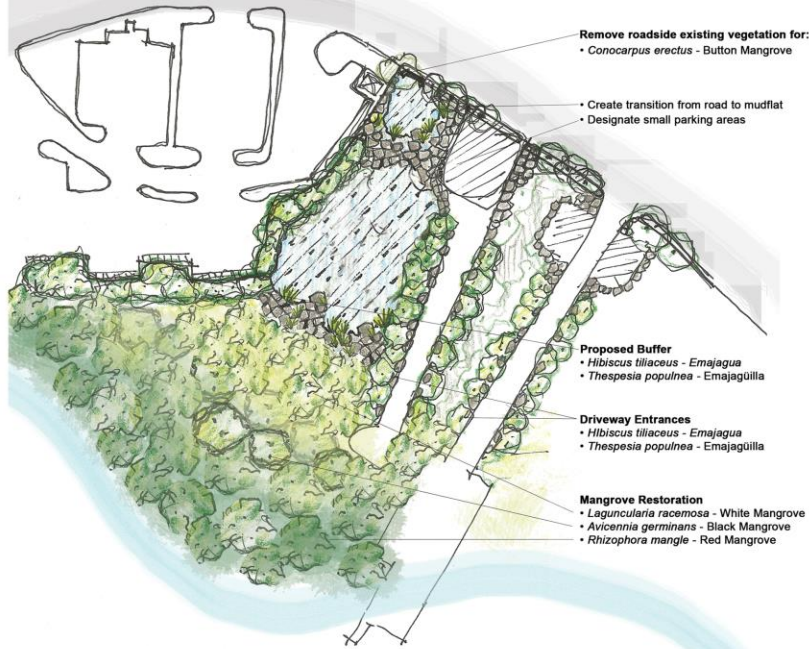 Remove roadside existing vegetation for:
• Conocarpus erectus - Button Mangrove
• Create transition from road to mudflat
• Designate small parking areas
Proposed Buffer
• Hibiscus tiliaceus - Emajagua
• Thespesia populnea - Emajagüilla
Driveway Entrances
• HIbiscus tiliaceus - Emajagua
• Thespesia populnea - Emajagüilla
Mangrove Restoration
• Laguncularia racemosa - White Mangrove
• Avicennia germinans - Black Mangrove
• Rhizophora mangle - Red Mangrove